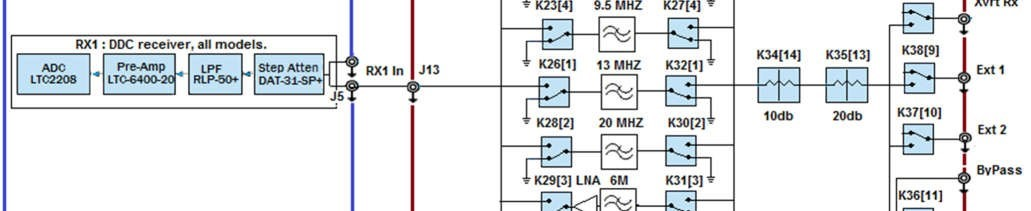 K23[4] 9.5 MHZ K27[4] Xvrt Rx
RX1 : DDC receiver, all models.
ADC
LTC2208
Pre-Amp
LTC-6400-20
LPF
RLP-50+
Step Atten
DAT-31-SP+
J5
RX1 In
J13
K26[1] 13 MHZ K32[1]
K34[14] K35[13]
10db 20db
K38[9]
Ext 1
K28[2] 20 MHZ K30[2]
K37[10]
Ext 2
K29[3] LNA 6M K31[3]
ByPass
K36[11]